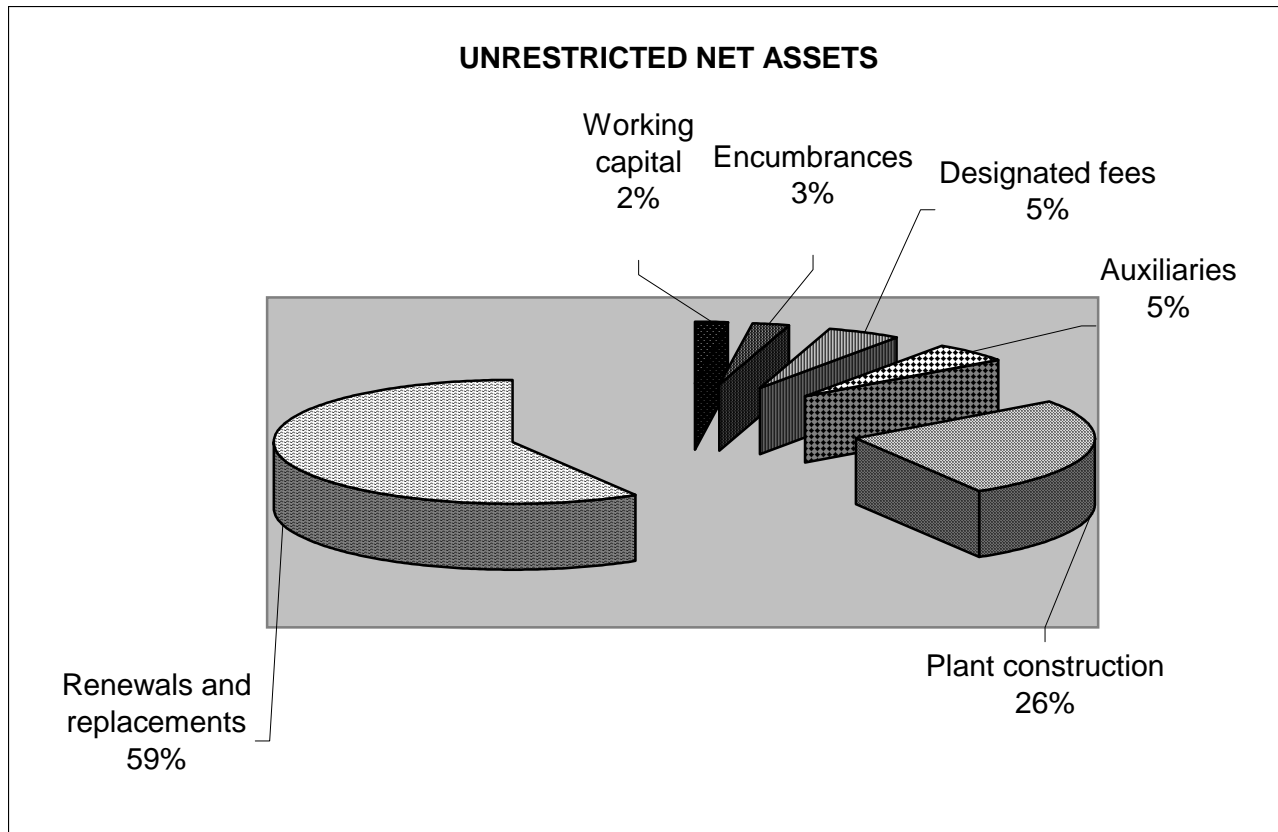 UNRESTRICTED NET ASSETS
Working
capital
2%
Encumbrances
3%
Designated fees
5%
Auxiliaries
5%
Plant construction
26%
Renewals and
replacements
59%